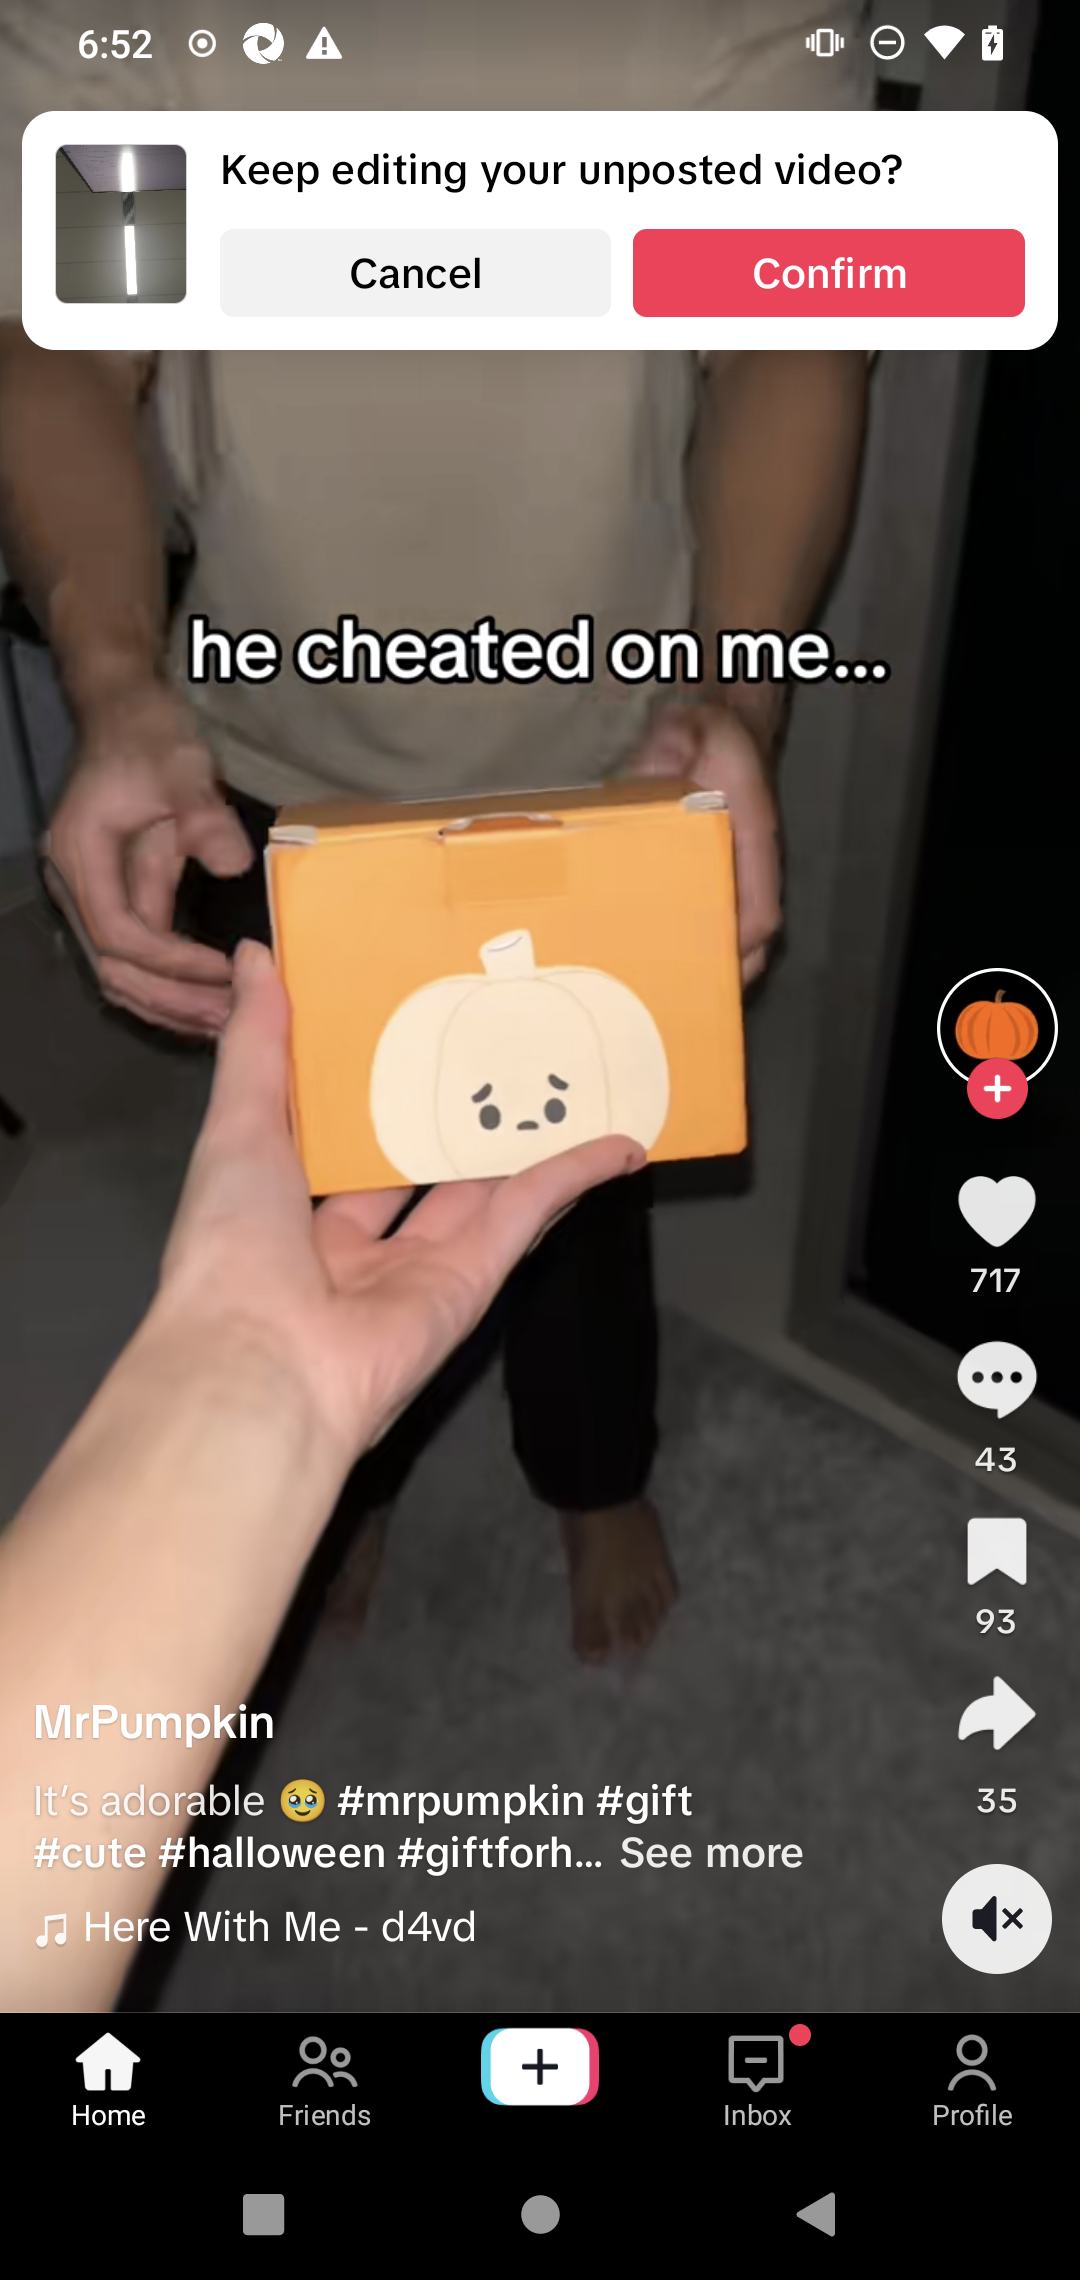 6:52
Keep editing your unposted video?
Cancel
Confirm
he cheated on me...
717
43
93
35
MrPumpkin
It's adorable 🥹 #mrpumpkin #gift
#cute #halloween #giftforh... See more
Here With Me - d4vd
Home
Friends
Inbox
Profile